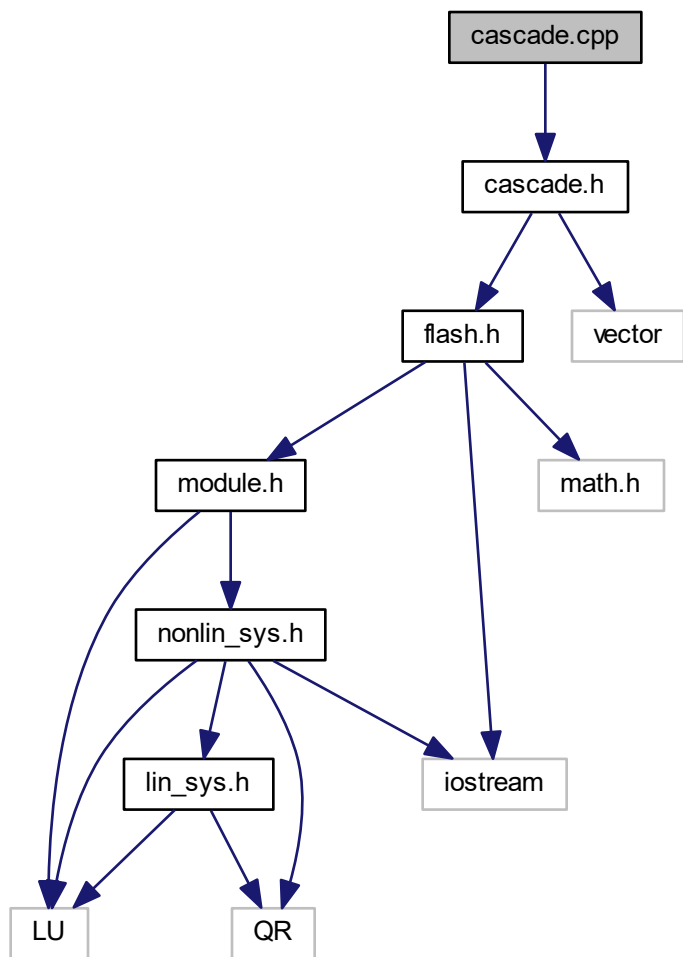 cascade.cpp
cascade.h
flash.h
vector
module.h
math.h
nonlin_sys.h
lin_sys.h
iostream
LU
QR